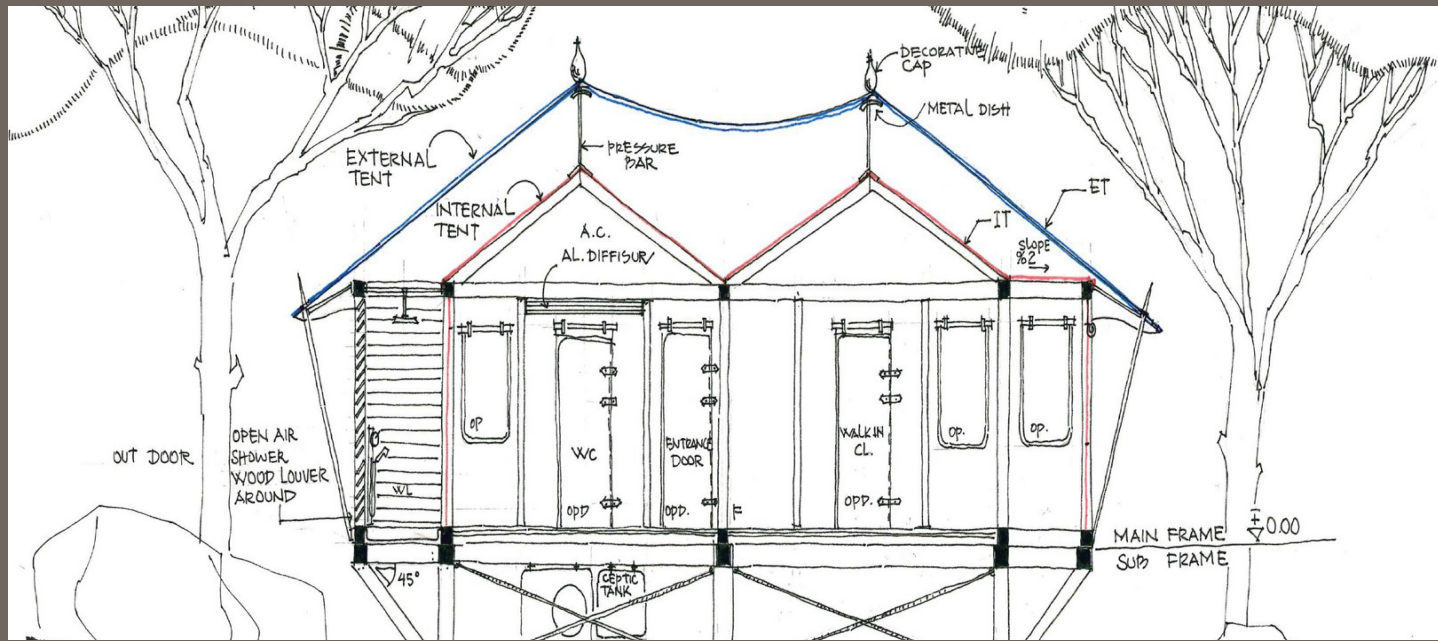 DECORATIVE
CAP
METAL DISH
EXTERNAL
TENT
PRESSURE
BAR
INTERNAL
TENT
ET
IT
A.C.
AL. DIFFISUR
SLOPE
%2
OUT DOOR
OPEN AIR
SHOWER
WOOD LOUVER
AROUND
WL
OP
WC
OPD
ENTRANCE
DOOR
OPD.
WALK IN
CL.
OPD.
OP.
OP.
MAIN FRAME
SUB FRAME
+ 0.00
45°
CEPTIC
TANK